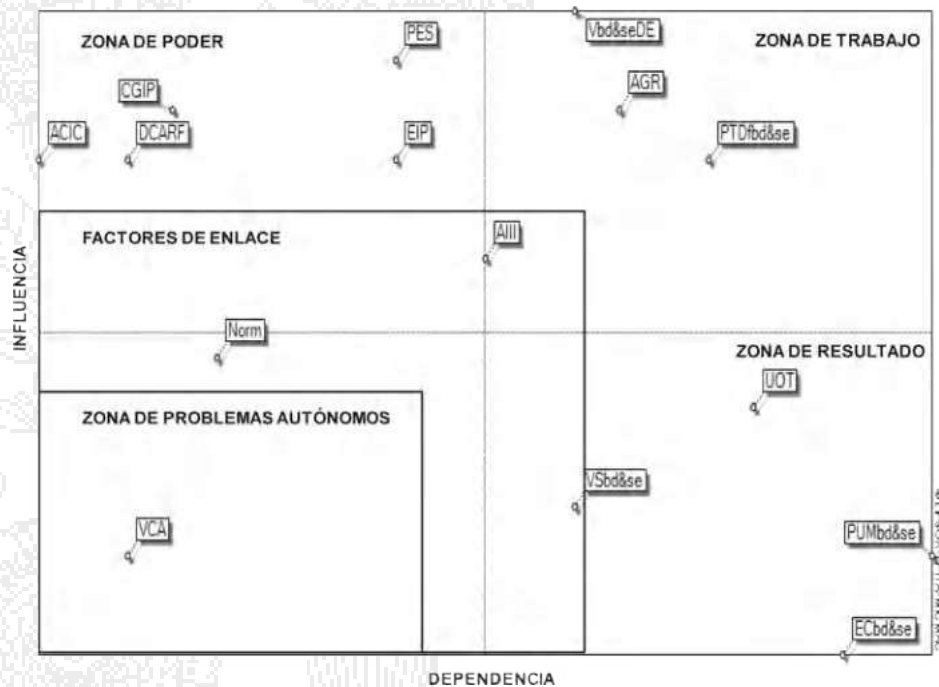 ZONA DE PODER
PES
Vbd&seDE
ZONA DE TRABAJO
CGIP
AGR
ACIC
DCARF
EIP
PTDfbd&se
FACTORES DE ENLACE
AIII
INFLUENCIA
Norm
ZONA DE RESULTADO
UOT
ZONA DE PROBLEMAS AUTÓNOMOS
VSbd&se
VCA
PUMbd&se
ECbd&se
DEPENDENCIA